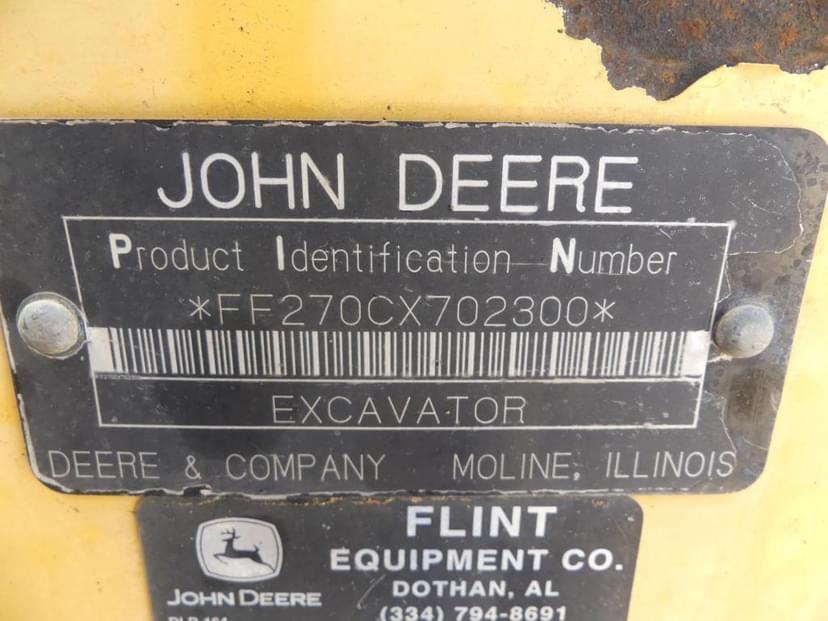 JOHN DEERE
Product Identification Number
*FF270CX702300*
EXCAVATOR
DEERE & COMPANY MOLINE, ILLINOIS
FLINT
EQUIPMENT CO.
JOHN DEERE
DOTHAN, AL
(334) 794-8691